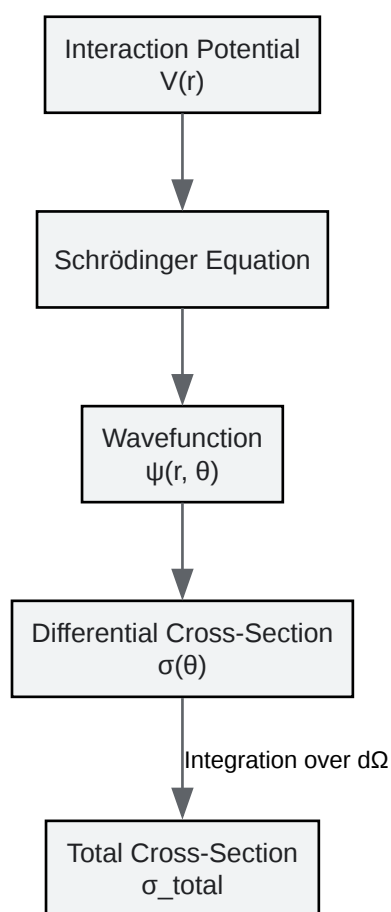 Interaction Potential
V(r)
Schrödinger Equation
Wavefunction
ψ(r, θ)
Differential Cross-Section
σ(θ)
Integration over dΩ
Total Cross-Section
σ_total